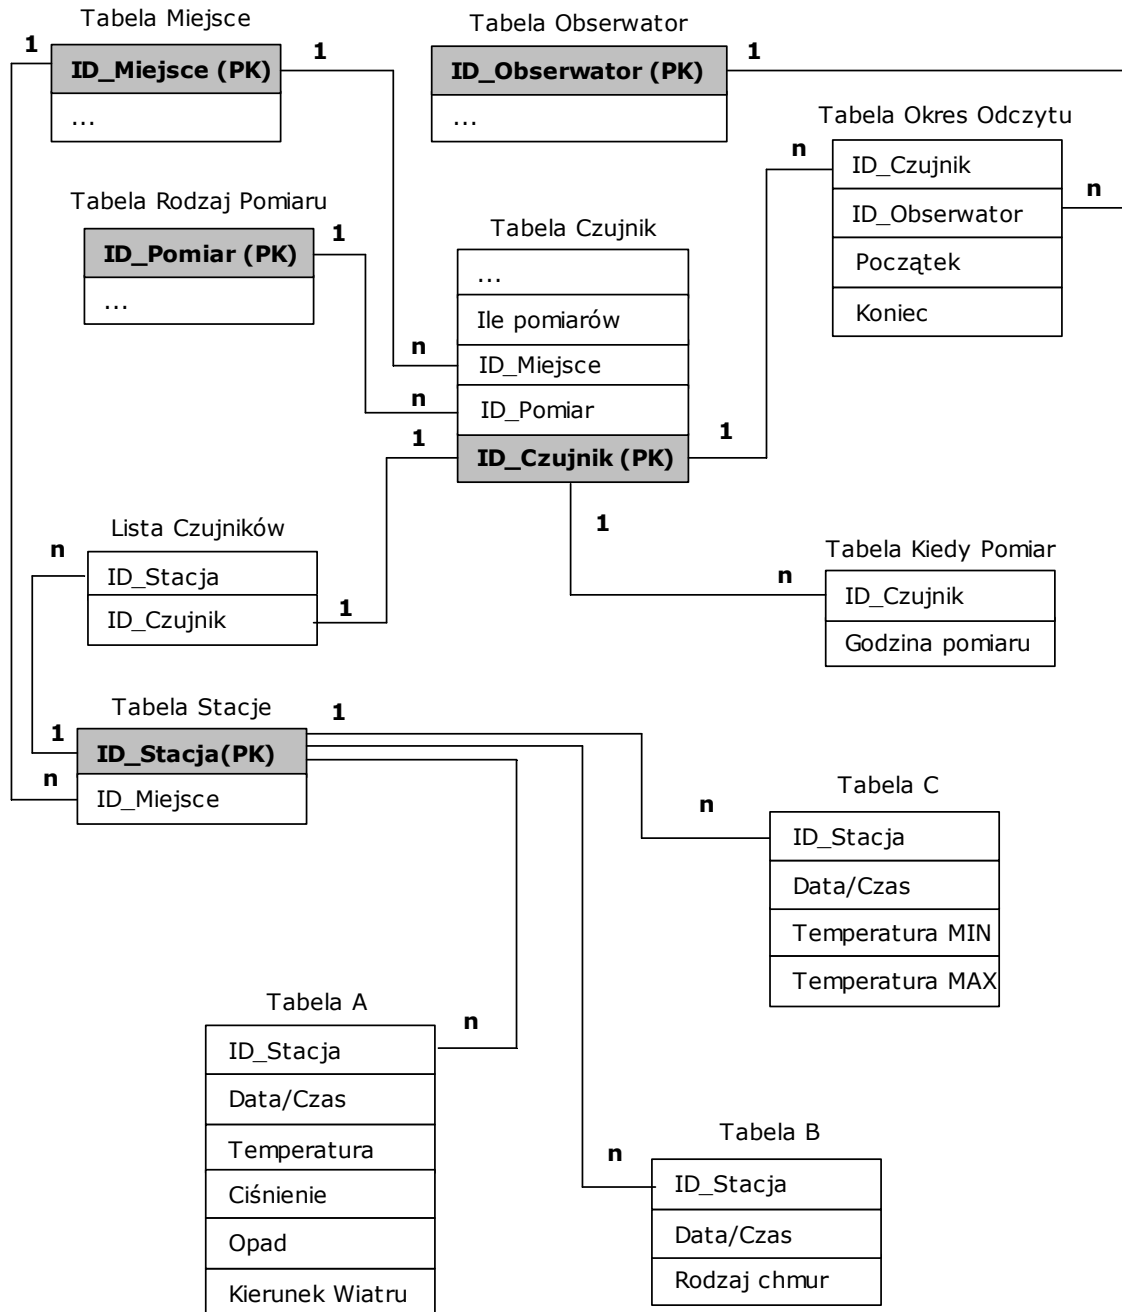 Tabela Miejsce
1
ID_Miejsce (PK)
1
...
Tabela Obserwator
ID_Obserwator (PK)
1
...
Tabela Okres Odczytu
n
ID_Czujnik
ID_Obserwator
n
Początek
Koniec
Tabela Rodzaj Pomiaru
ID_Pomiar (PK)
1
...
Tabela Czujnik
...
Ile pomiarów
n
ID_Miejsce
n
ID_Pomiar
1
ID_Czujnik (PK)
1
1
Lista Czujników
n
ID_Stacja
ID_Czujnik
1
Tabela Kiedy Pomiar
n
ID_Czujnik
Godzina pomiaru
Tabela Stacje
1
1
ID_Stacja(PK)
n
ID_Miejsce
Tabela C
n
ID_Stacja
Data/Czas
Temperatura MIN
Temperatura MAX
Tabela A
n
ID_Stacja
Data/Czas
Temperatura
Ciśnienie
Opad
Kierunek Wiatru
Tabela B
n
ID_Stacja
Data/Czas
Rodzaj chmur